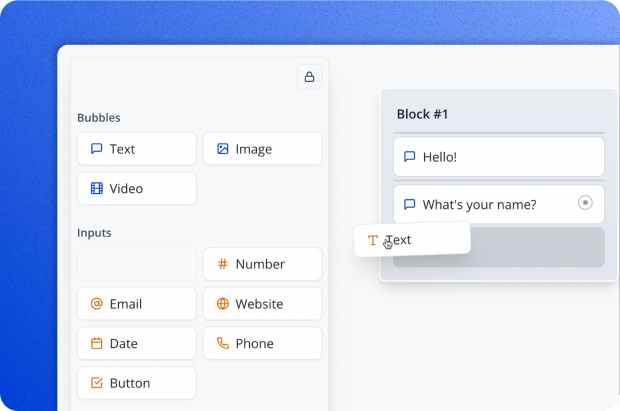 Bubbles
Text
Image
Video
Inputs
Number
Email
Website
Date
Phone
Button
Block #1
Hello!
What's your name?
Text